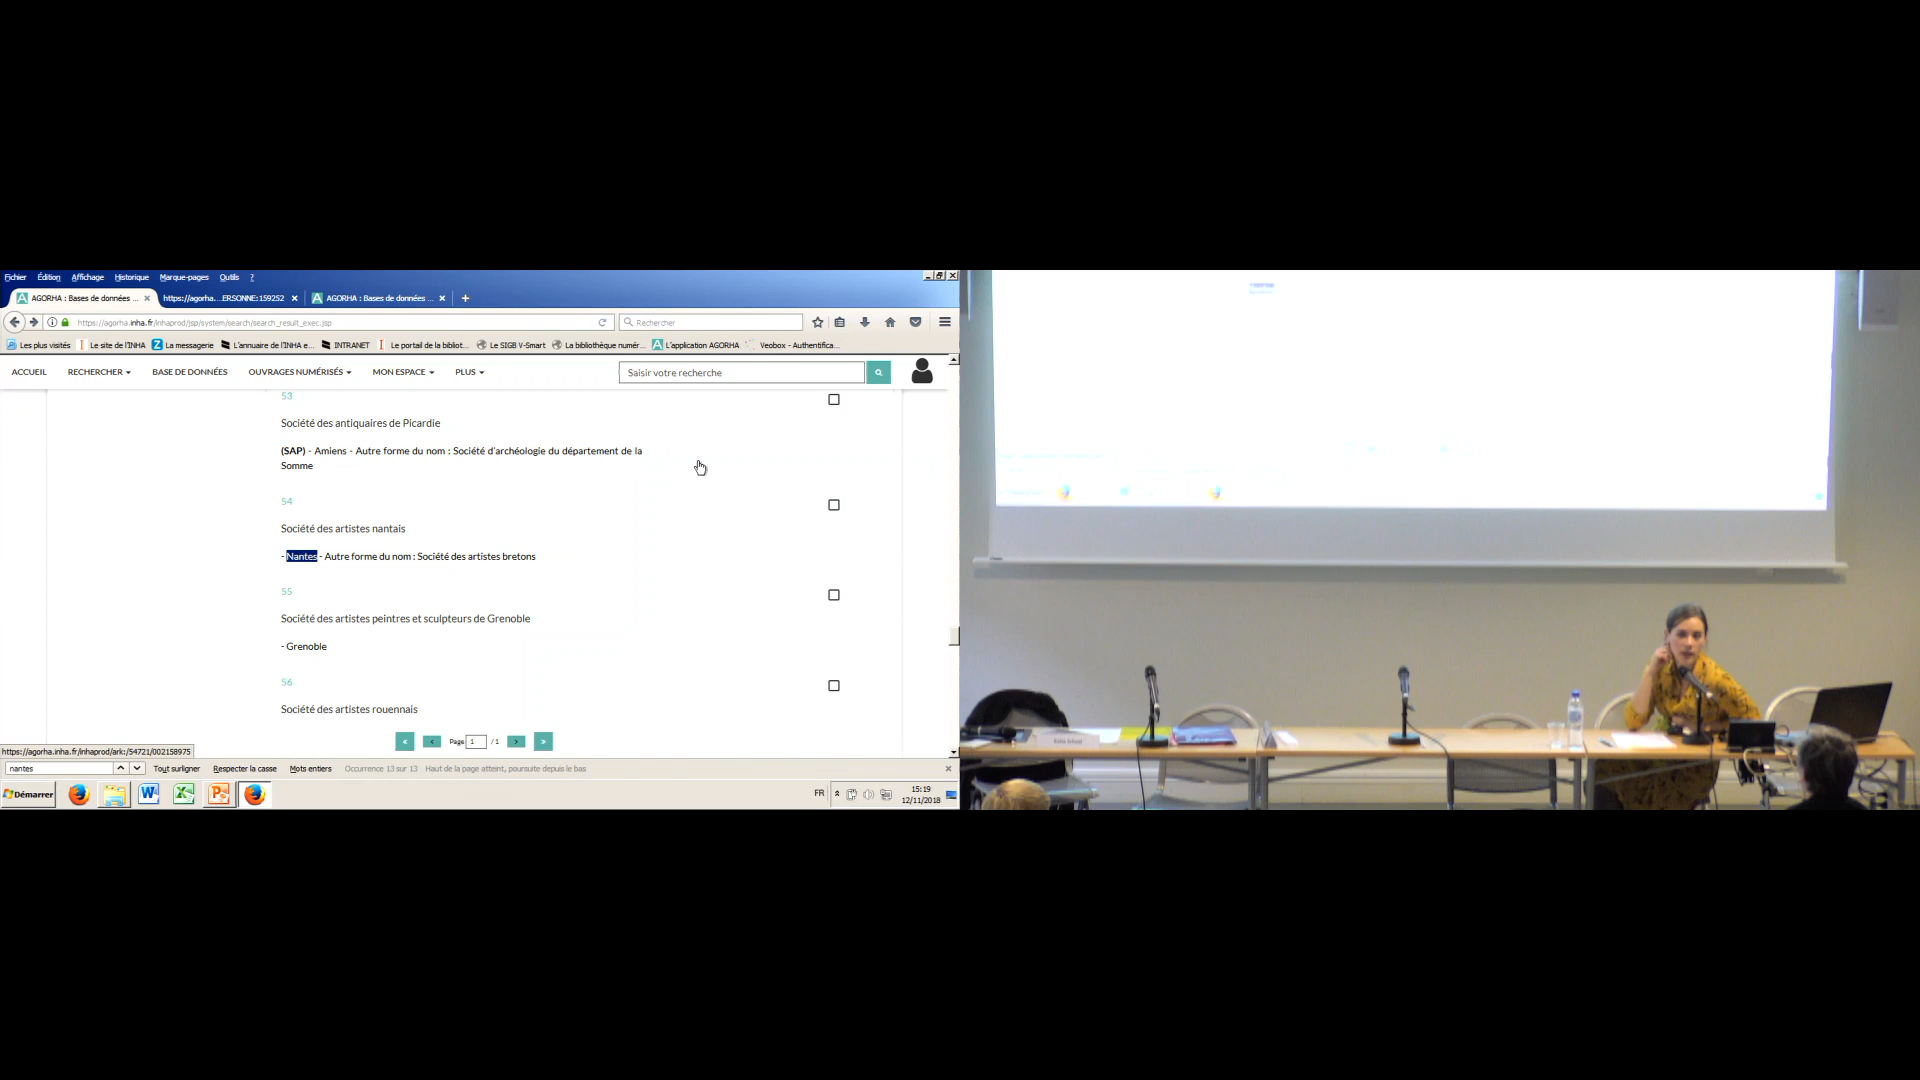 Fichier Édition Affichage Historique Marque-pages Outils ?
AGORHA : Bases de données ... https://agorha....ERSONNE:159252 AGORHA : Bases de données ...
https://agorha.inha.fr/inhaprod/jsp/system/search/search_result_exec.jsp Rechercher
Les plus visités Le site de l'INHA La messagerie L'annuaire de l'INHA e... INTRANET Le portail de la bibliot... Le SIGB V-Smart La bibliothèque numér... L'application AGORHA Veobox - Authentifica...
ACCUEIL RECHERCHER BASE DE DONNÉES OUVRAGES NUMÉRISÉS MON ESPACE PLUS Saisir votre recherche
53
Société des antiquaires de Picardie
(SAP) - Amiens - Autre forme du nom : Société d'archéologie du département de la
Somme
54
Société des artistes nantais
- Nantes - Autre forme du nom : Société des artistes bretons
55
Société des artistes peintres et sculpteurs de Grenoble
- Grenoble
56
Société des artistes rouennais
« < Page 1 / 1 > »
https://agorha.inha.fr/inhaprod/ark:/54721/002158975
nantes Tout surligner Respecter la casse Mots entiers Occurrence 13 sur 13 Haut de la page atteint, poursuite depuis le bas
Démarrer FR 15:19
12/11/2018